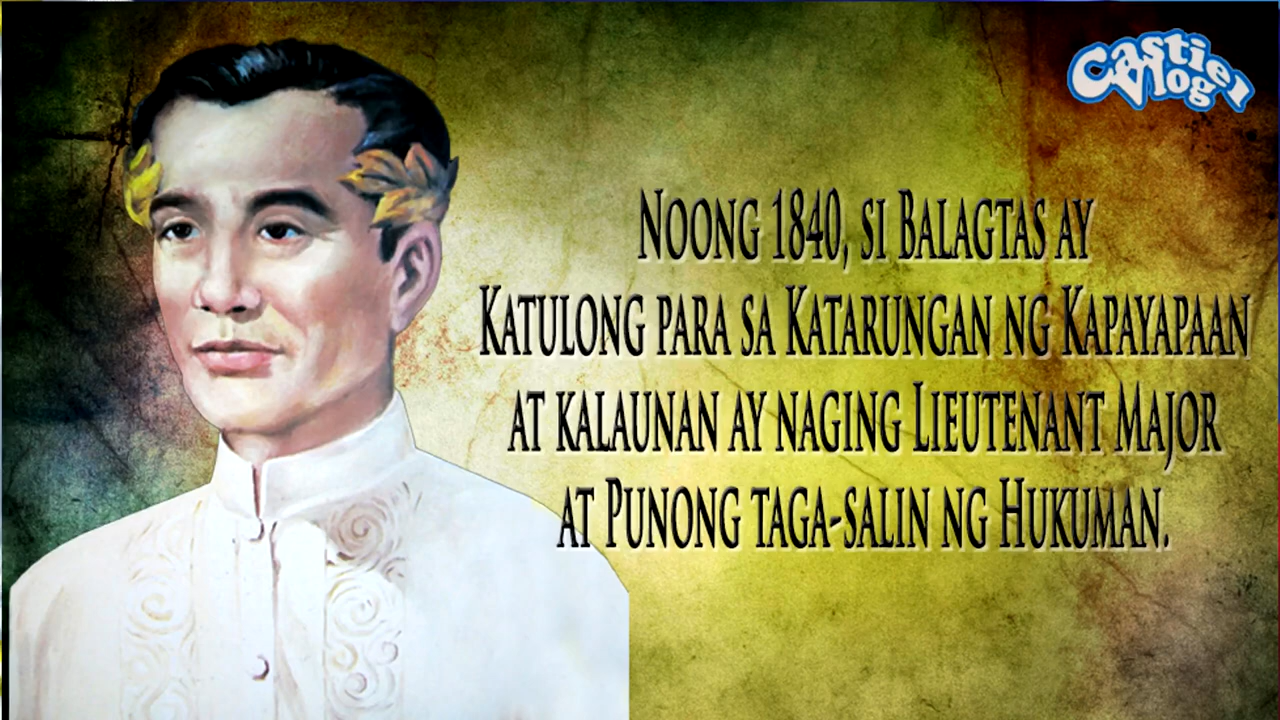 Castiel
Vlog
Noong 1840, si Balagtas ay
Katulong para sa Katarungan ng Kapayapaan
at kalaunan ay naging Lieutenant Major
at Punong taga-salin ng Hukuman.